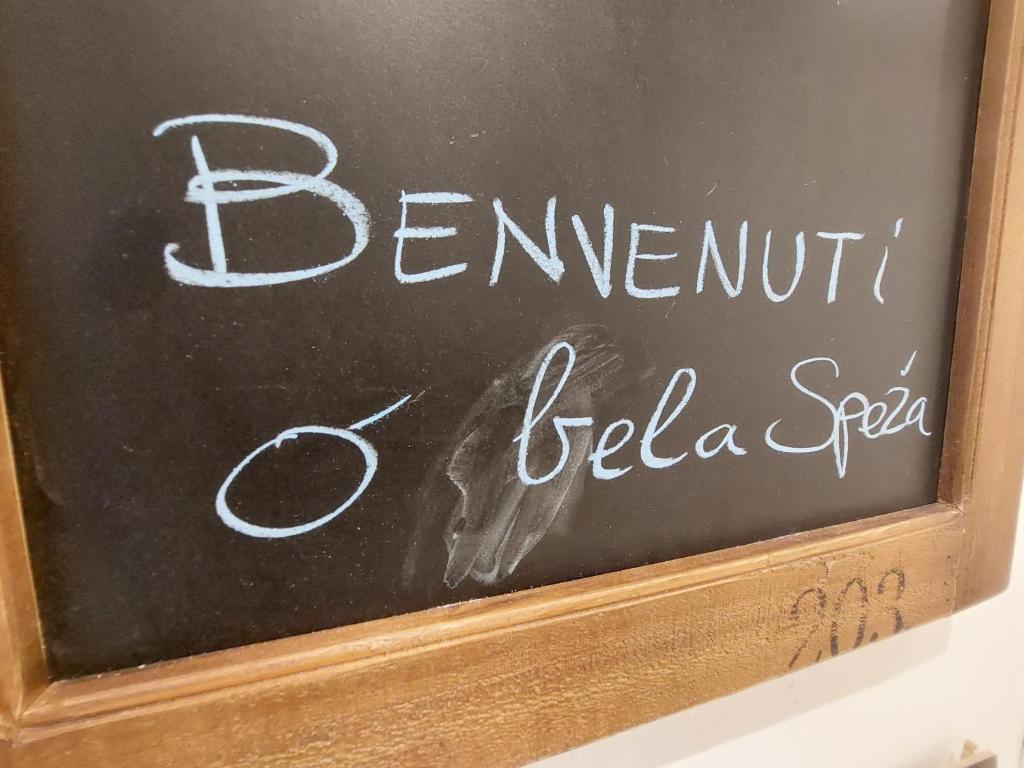 BENVENUTi
Ó bela Speża
203